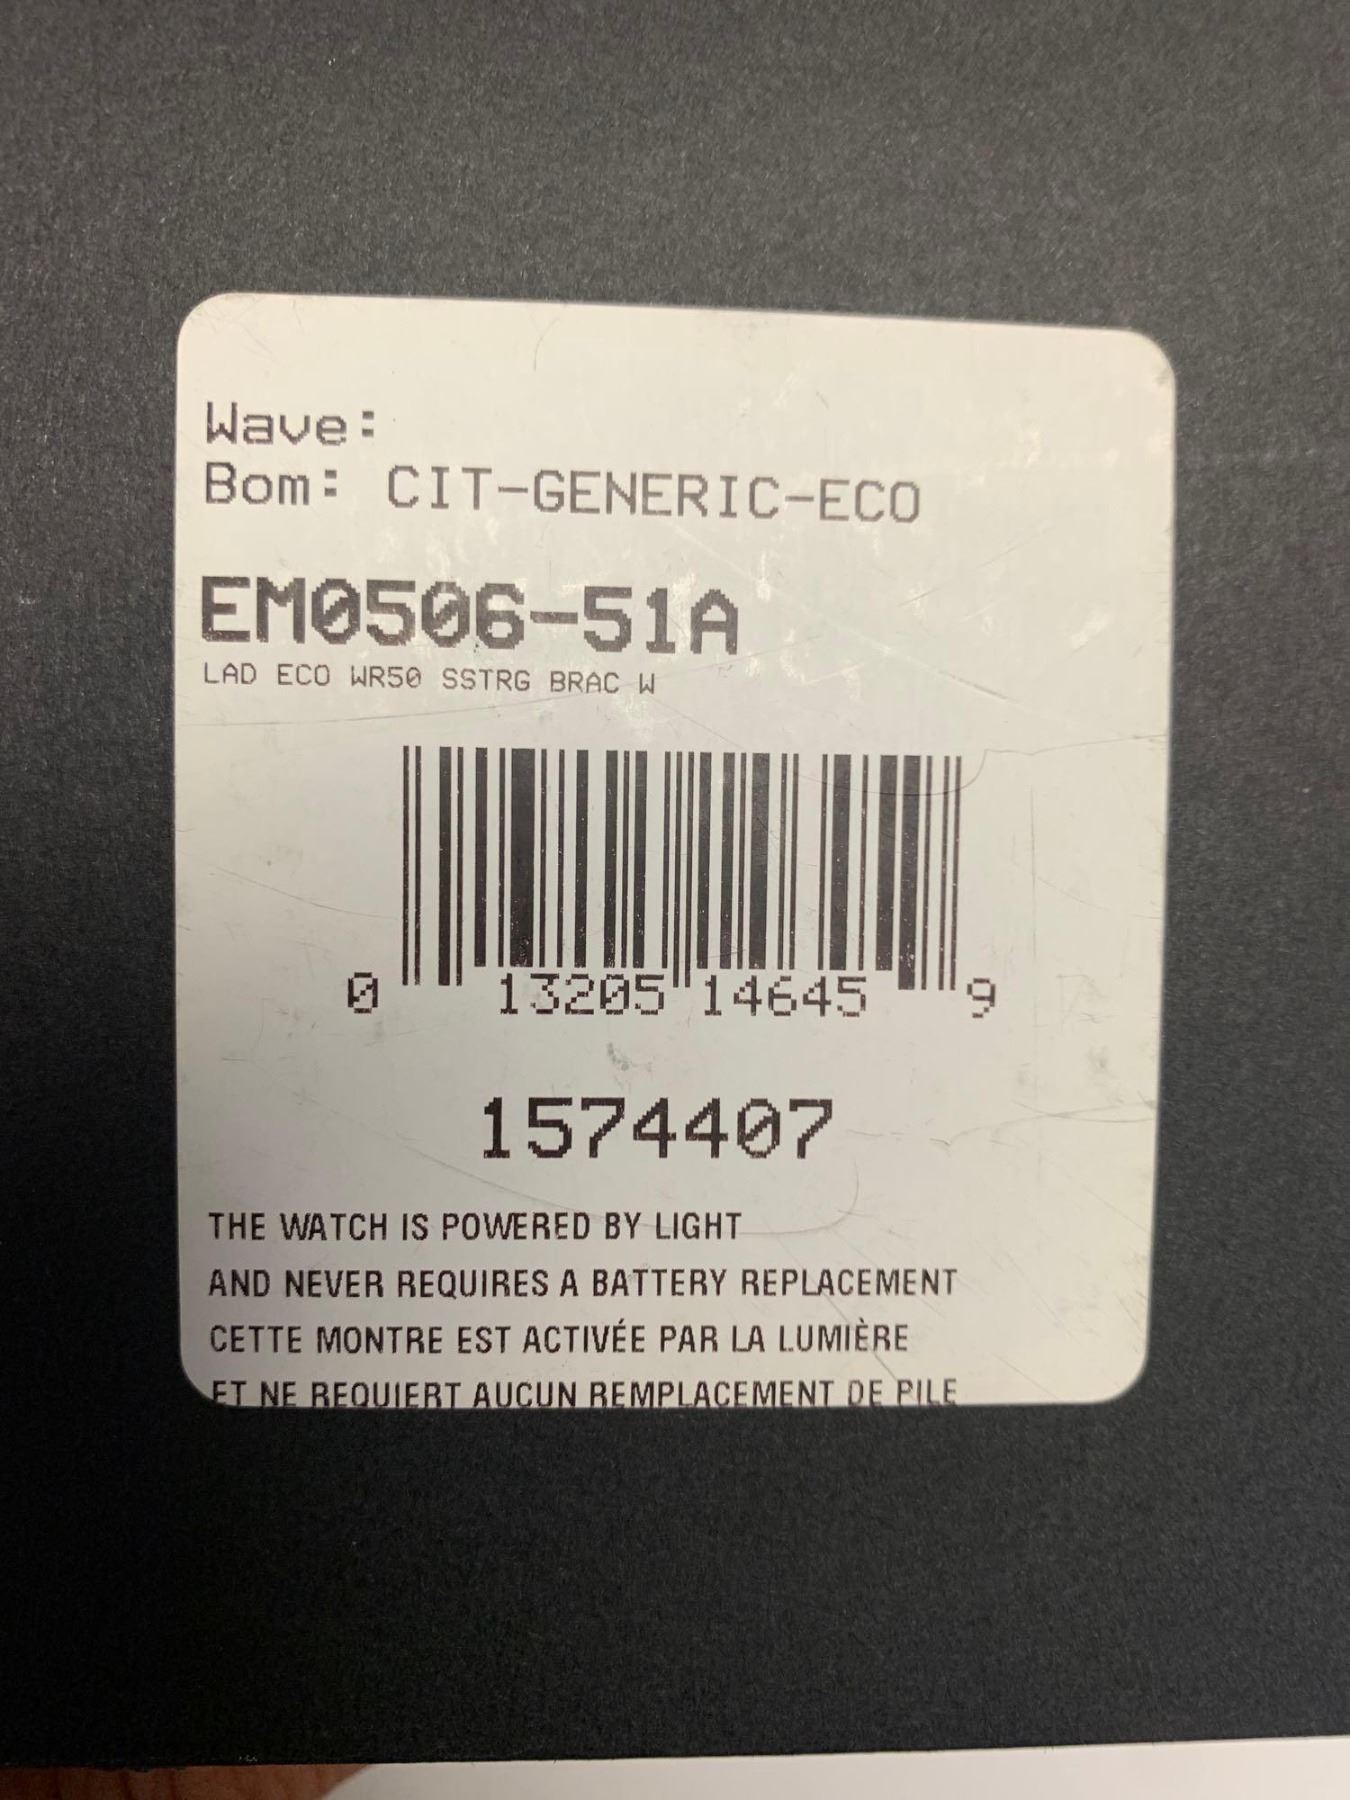 Wave:
Bom: CIT-GENERIC-ECO
EM0506-51A
LAD ECO WR50 SSTRG BRAC W
0 13205 14645 9
1574407
THE WATCH IS POWERED BY LIGHT
AND NEVER REQUIRES A BATTERY REPLACEMENT
CETTE MONTRE EST ACTIVÉE PAR LA LUMIÈRE
ET NE REQUIERT AUCUN REMPLACEMENT DE PILE